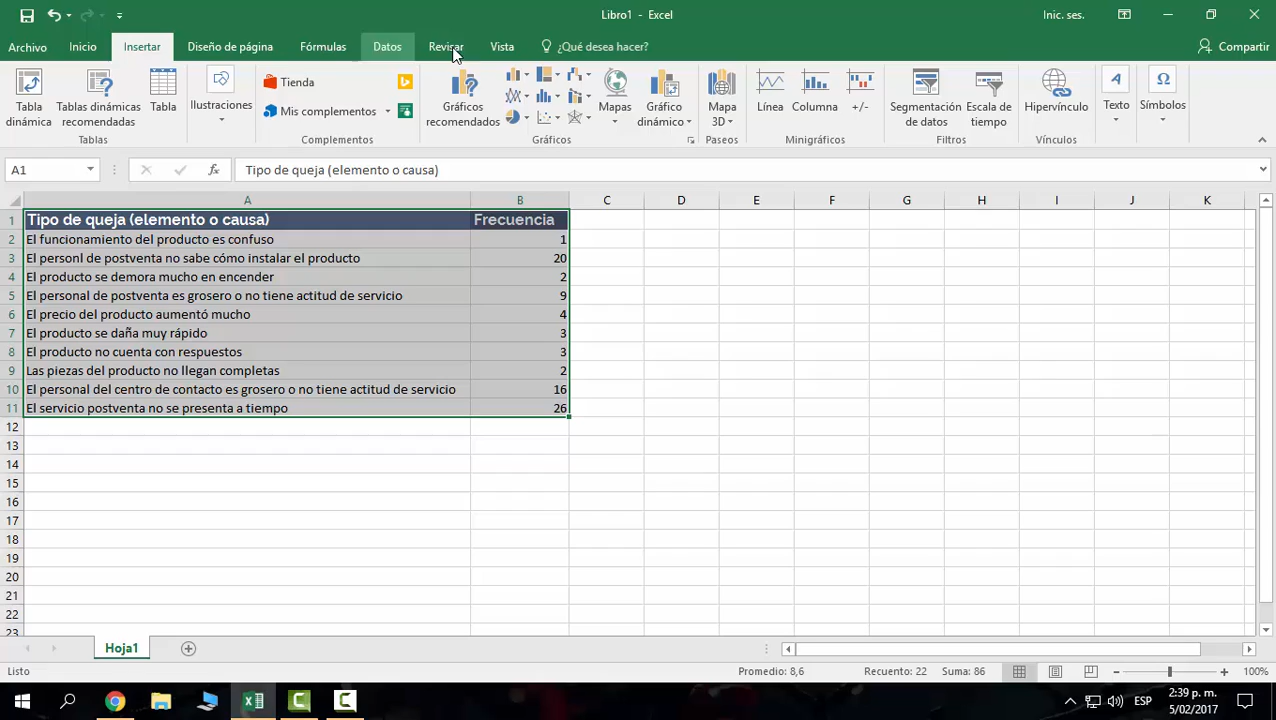 Libro1 - Excel
Inic. ses.
Archivo
Inicio
Insertar
Diseño de página
Fórmulas
Datos
Revisar
Vista
¿Qué desea hacer?
Compartir
Tabla
dinámica
Tablas dinámicas
recomendadas
Tabla
Ilustraciones
Tienda
Mis complementos
Gráficos
recomendados
Mapas
Gráfico
dinámico
Mapa
3D
Línea
Columna
+/-
Segmentación
de datos
Escala de
tiempo
Hipervínculo
Texto
Símbolos
Tablas
Complementos
Gráficos
Paseos
Minigráficos
Filtros
Vínculos
A1
fx
Tipo de queja (elemento o causa)
A B C D E F G H I J K
1 Tipo de queja (elemento o causa) Frecuencia
2 El funcionamiento del producto es confuso 1
3 El personl de postventa no sabe cómo instalar el producto 20
4 El producto se demora mucho en encender 2
5 El personal de postventa es grosero o no tiene actitud de servicio 9
6 El precio del producto aumentó mucho 4
7 El producto se daña muy rápido 3
8 El producto no cuenta con respuestos 3
9 Las piezas del producto no llegan completas 2
10 El personal del centro de contacto es grosero o no tiene actitud de servicio 16
11 El servicio postventa no se presenta a tiempo 26
12
13
14
15
16
17
18
19
20
21
22
23
Hoja1
Listo
Promedio: 8,6
Recuento: 22
Suma: 86
100%
ESP
2:39 p. m.
5/02/2017